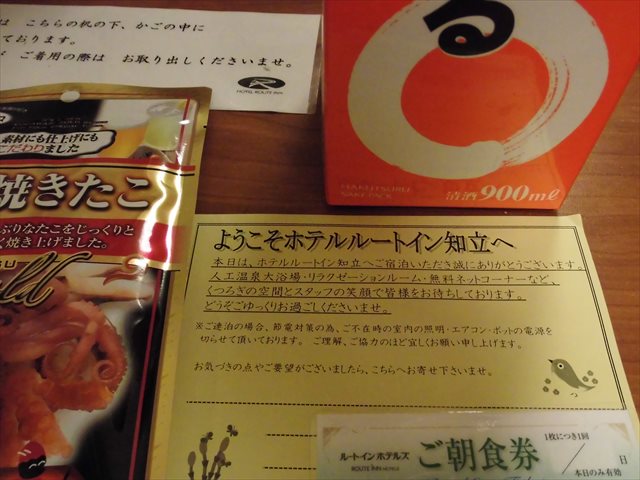 は こちらの机の下、かごの中に
ております。
ご着用の際は お取り出しくださいませ。
HOTEL ROUTE INN
る
HAKUTSURU
SAKE PACK
清酒900ml
素材にも仕上げにも
こだわりました
焼きたこ
ぶりなたこをじっくりと
く焼き上げました。
ld
ようこそホテルルートイン知立へ
本日は、ホテルルートイン知立へご宿泊いただき誠にありがとうございます。
人工温泉大浴場・リラクゼーションルーム・無料ネットコーナーなど、
くつろぎの空間とスタッフの笑顔で皆様をお待ちしております。
どうぞごゆっくりお過ごしくださいませ。
※ご連泊の場合、節電対策の為、ご不在時の室内の照明・エアコン・ポットの電源を
切らせて頂いております。 ご理解、ご協力のほど宜しくお願い申し上げます。
お気づきの点やご要望がございましたら、こちらへお寄せ下さいませ。
ルートインホテルズ
ROUTE INN HOTELS
ご朝食券
1枚につき1回
/ 日
本日のみ有効